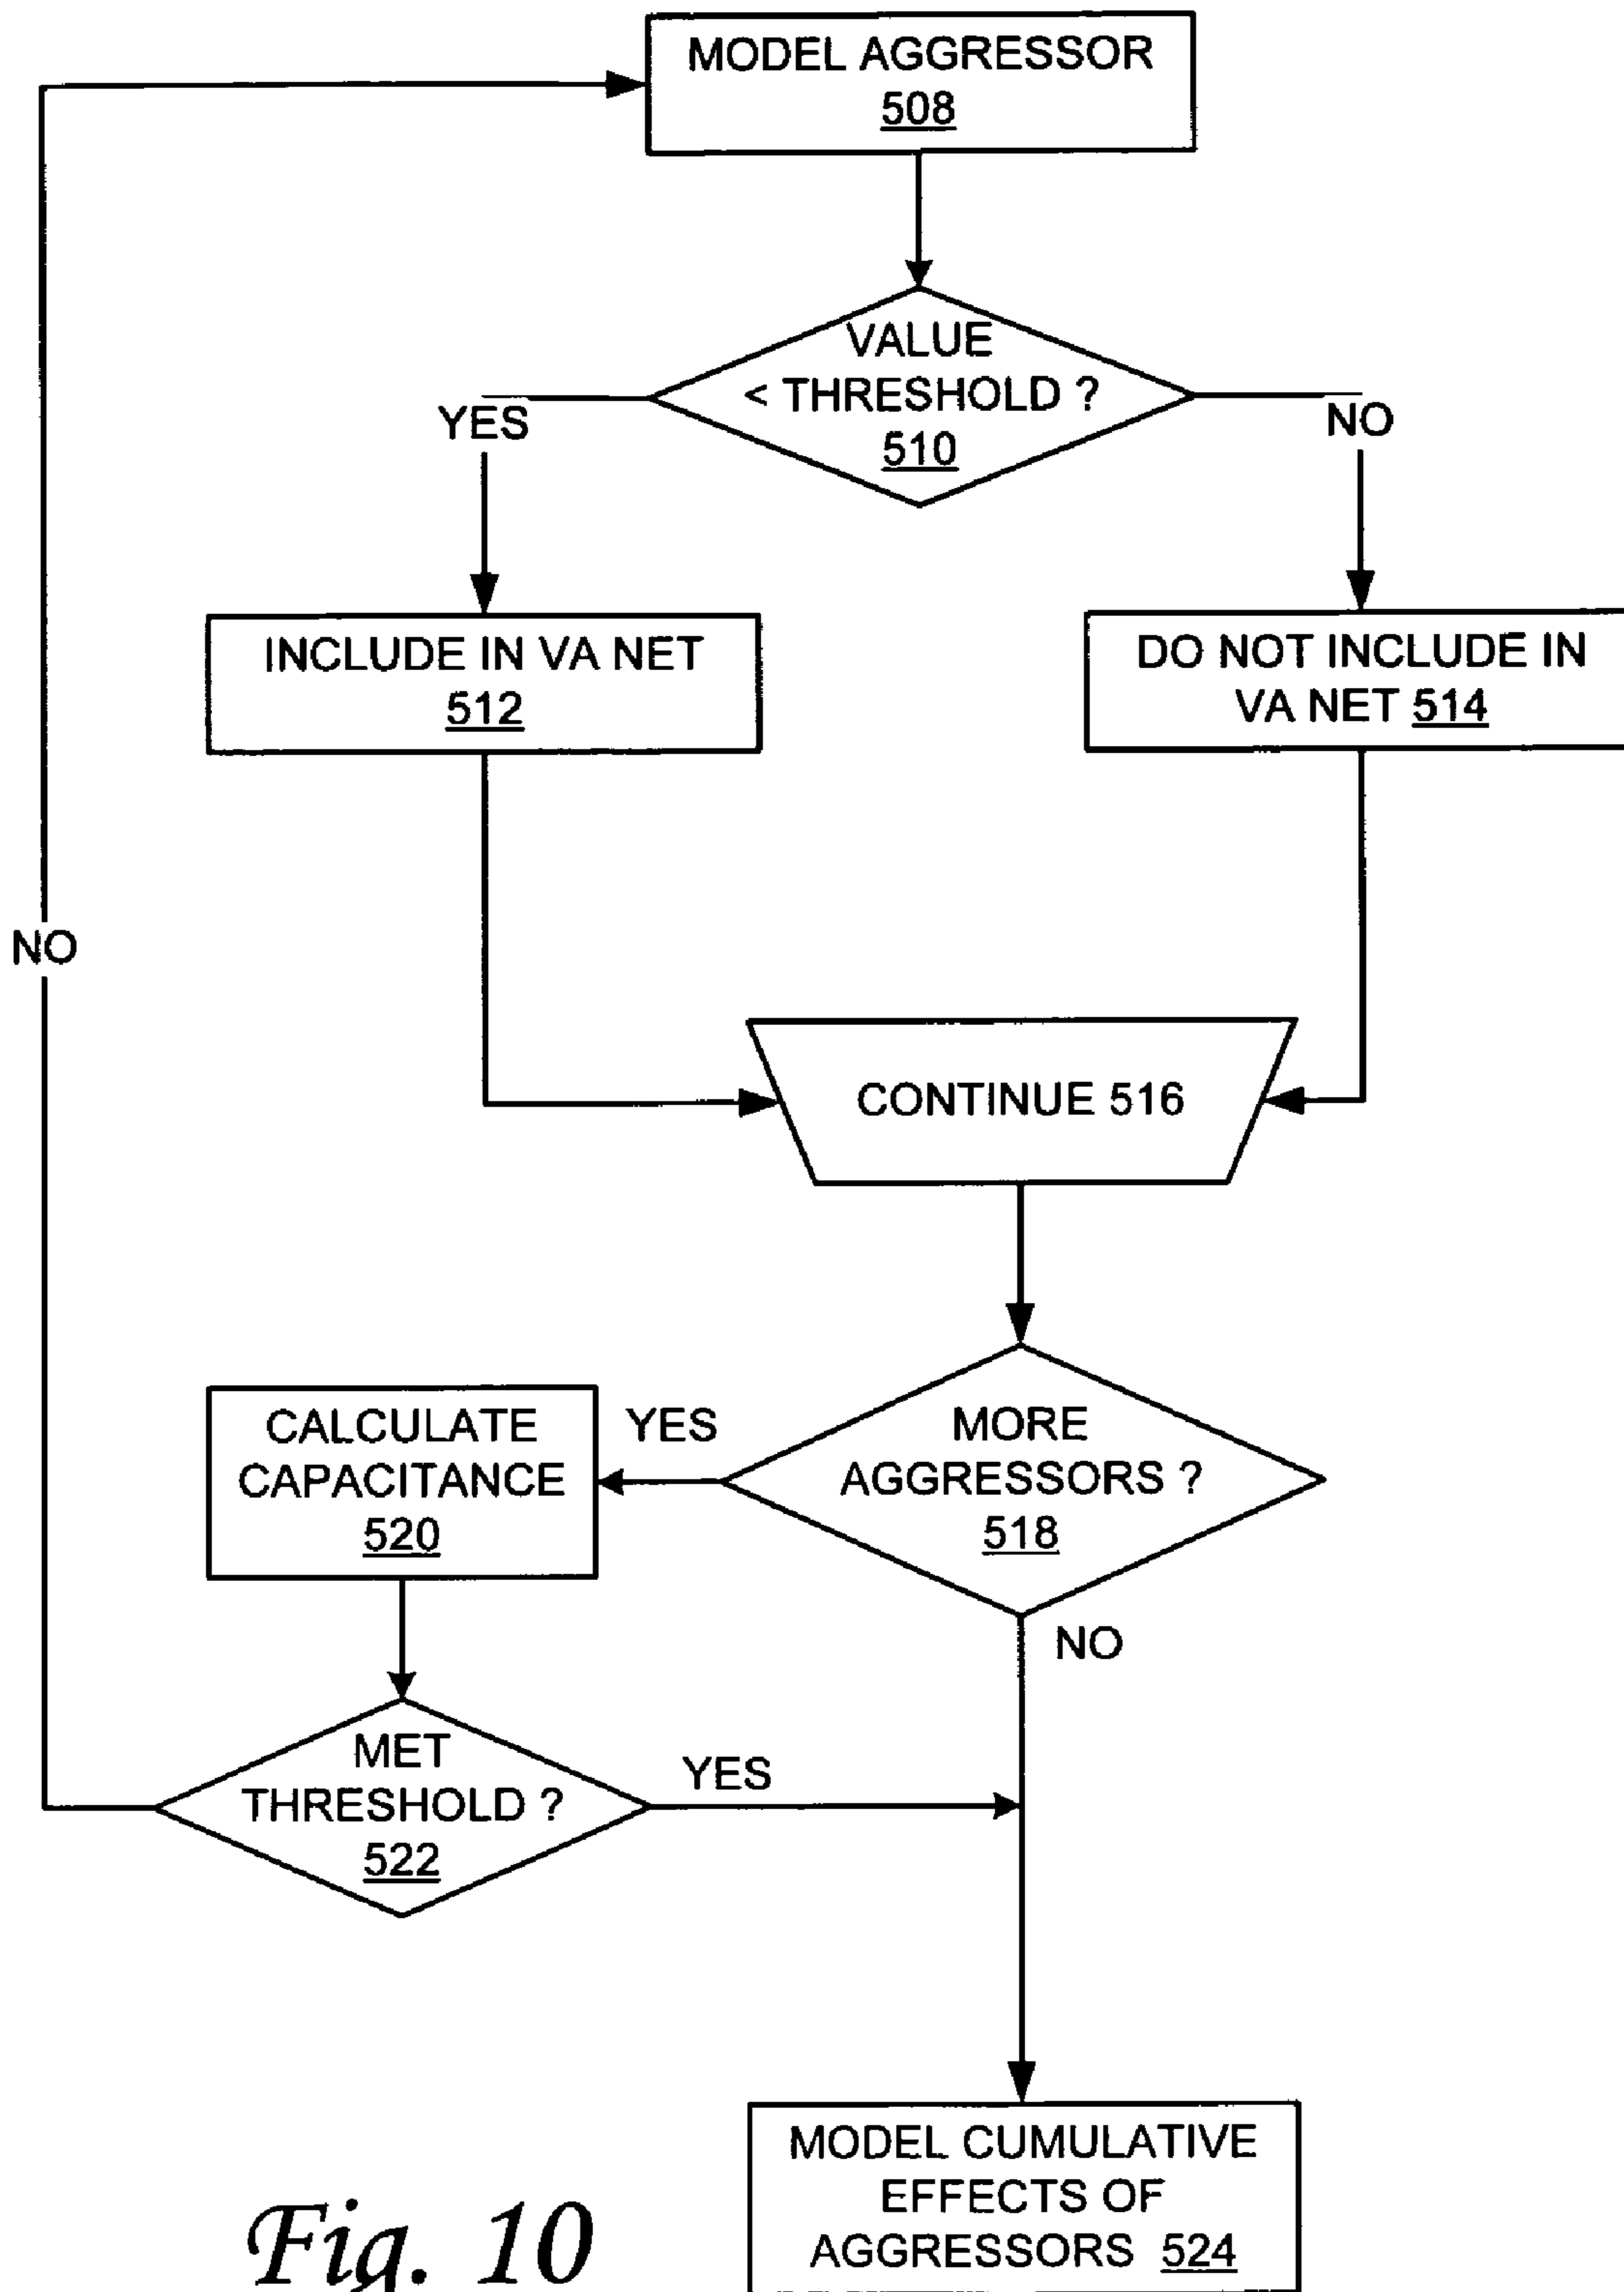 MODEL AGGRESSOR
508
VALUE
< THRESHOLD ?
510
YES
NO
INCLUDE IN VA NET
512
DO NOT INCLUDE IN
VA NET 514
NO
CONTINUE 516
MORE
AGGRESSORS ?
518
YES
CALCULATE
CAPACITANCE
520
NO
MET
THRESHOLD ?
522
YES
MODEL CUMULATIVE
EFFECTS OF
AGGRESSORS 524
Fig. 10